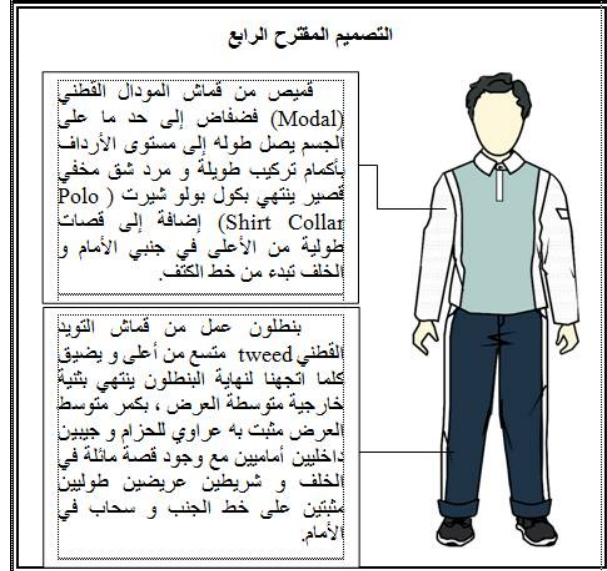 التصميم المقترح الرابع
قميص من قماش المودال القطني
(Modal) فضفاض إلى حد ما على
الجسم يصل طوله إلى مستوى الأرداف
بأكمام تركيب طويلة و مرد شق مخفي
قصير ينتهي بكول بولو شيرت ( Polo
Shirt Collar) إضافة إلى قصات
طولية من الأعلى في جنبي الأمام و
الخلف تبدء من خط الكتف.
بنطلون عمل من قماش التويد
القطني tweed متسع من أعلى و يضيق
كلما اتجهنا لنهاية البنطلون ينتهي بثنية
خارجية متوسطة العرض ، بكمر متوسط
العرض مثبت به عراوي للحزام و جيبين
داخليين أماميين مع وجود قصة مائلة في
الخلف و شريطين عريضين طوليين
مثبتين على خط الجنب و سحاب في
الأمام.